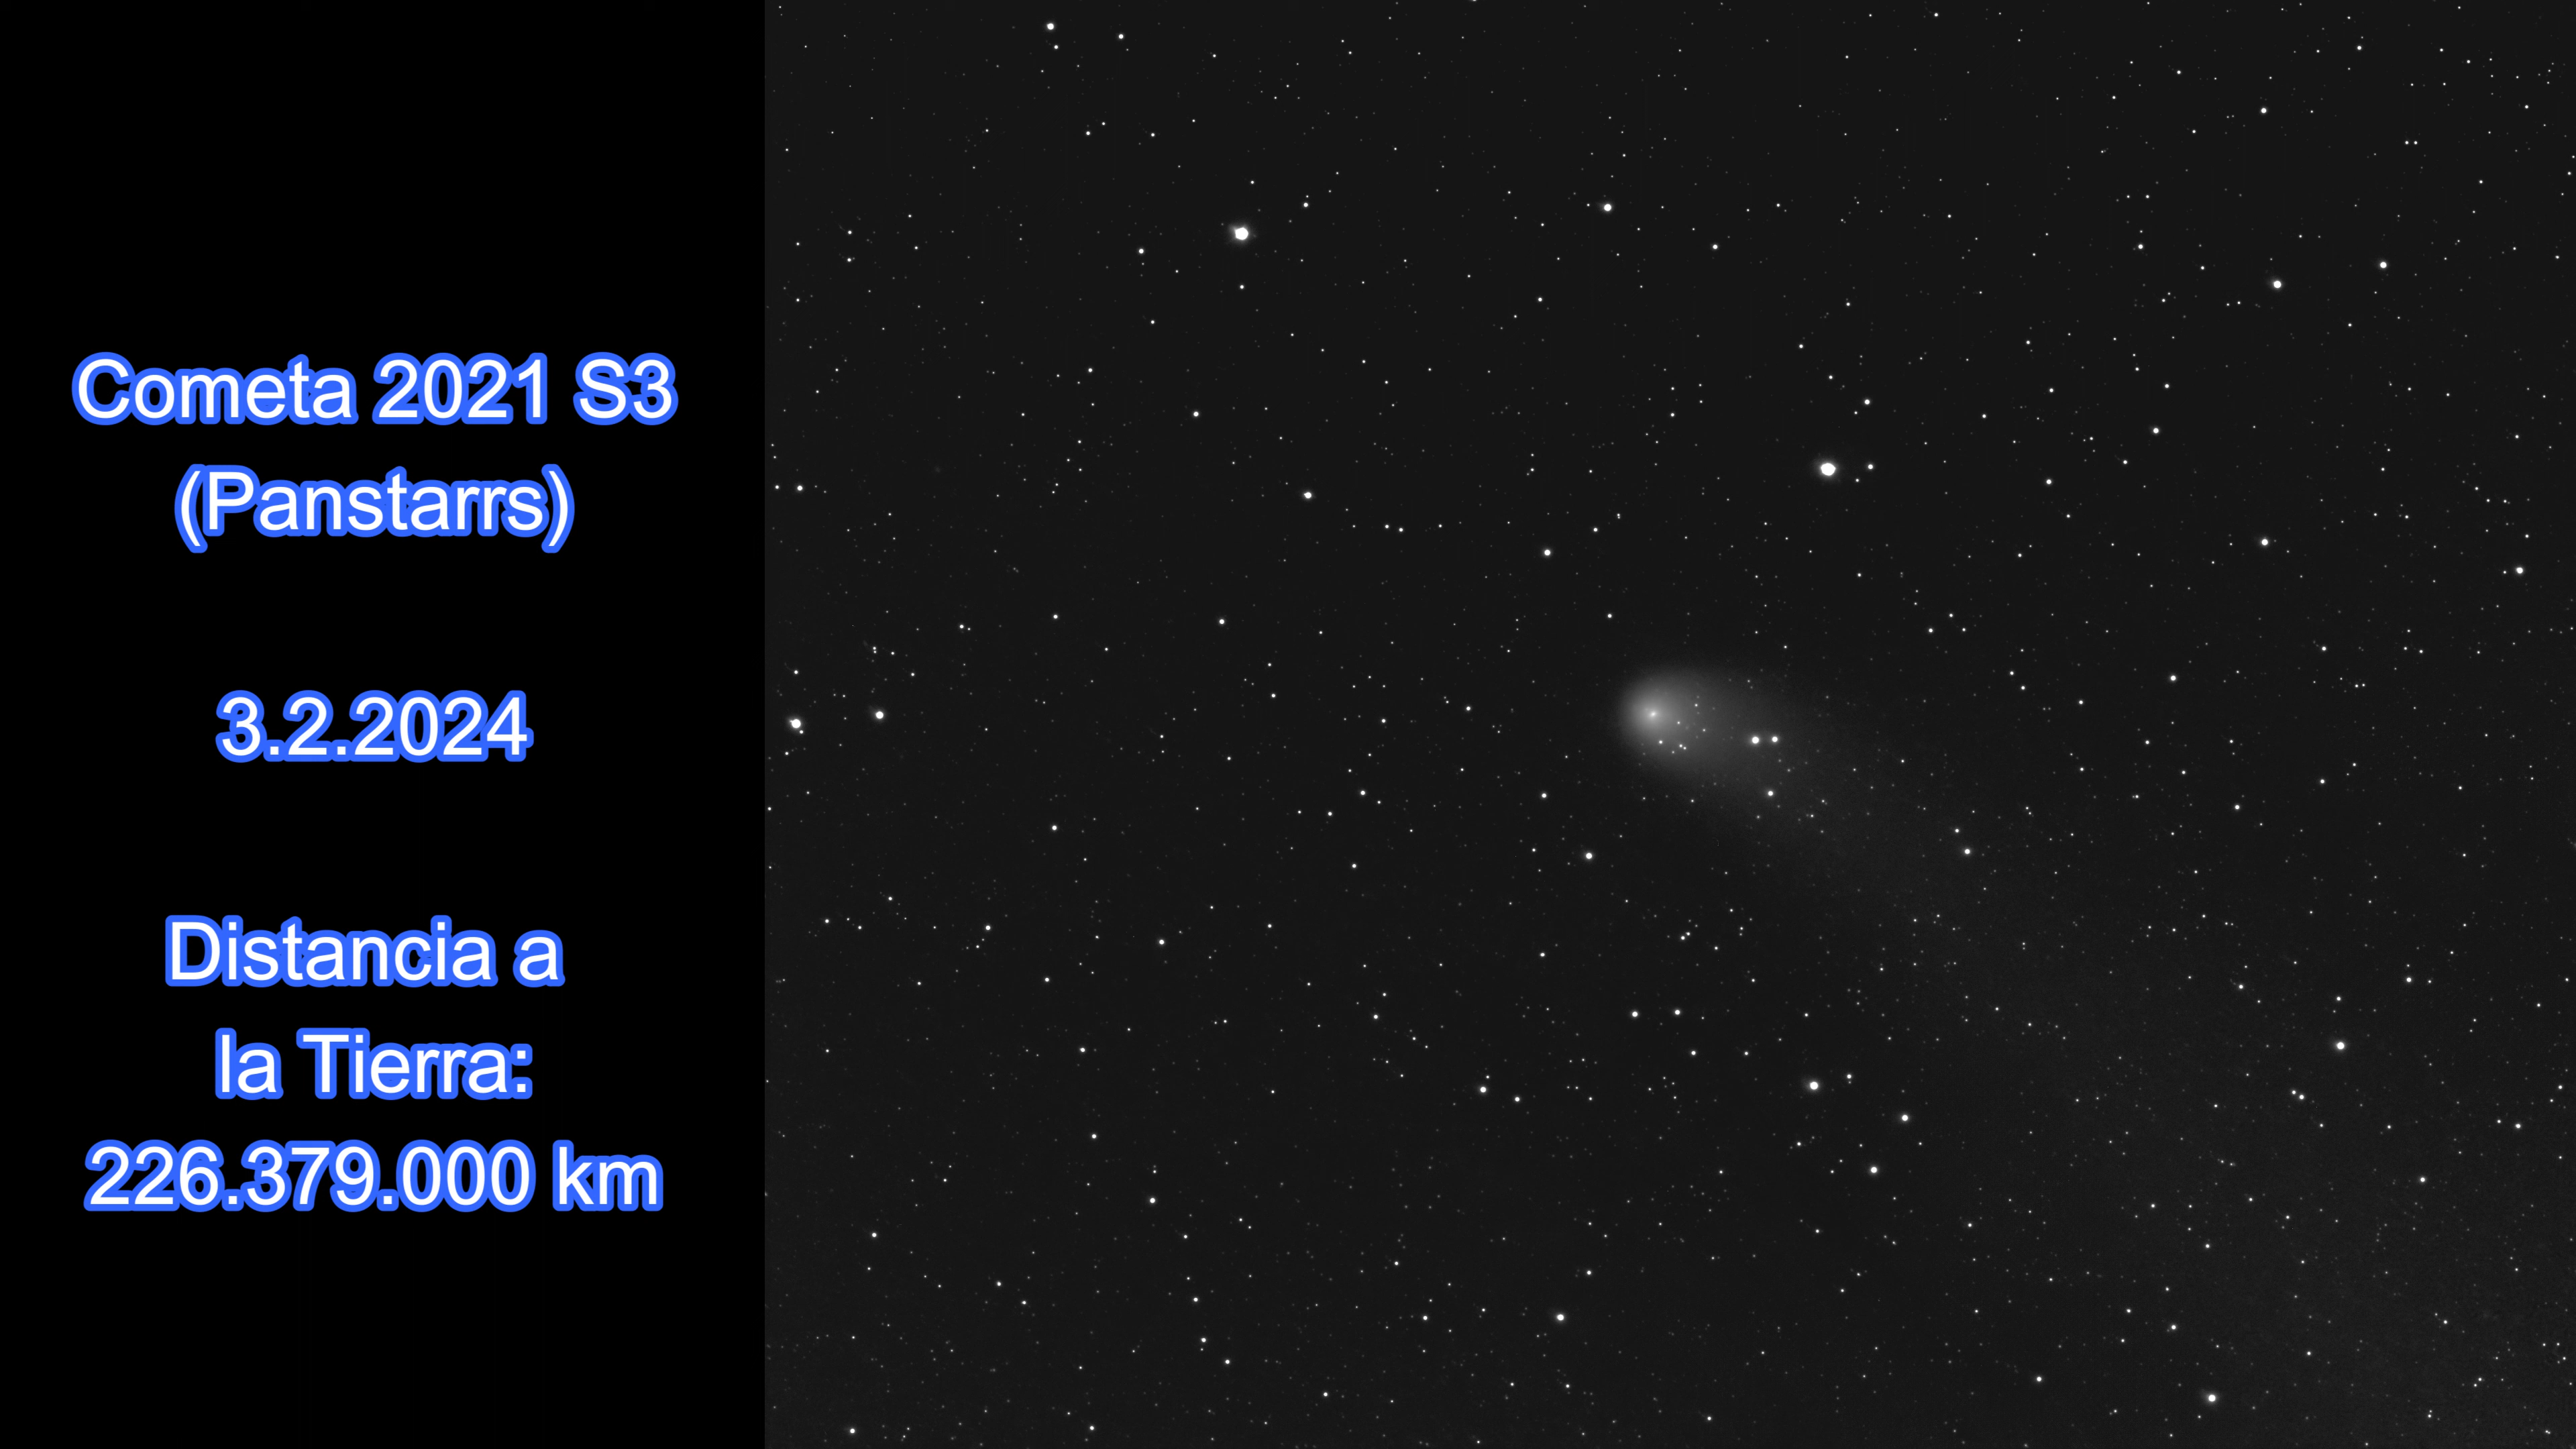 Cometa 2021 S3
(Panstarrs)
3.2.2024
Distancia a
la Tierra:
226.379.000 km